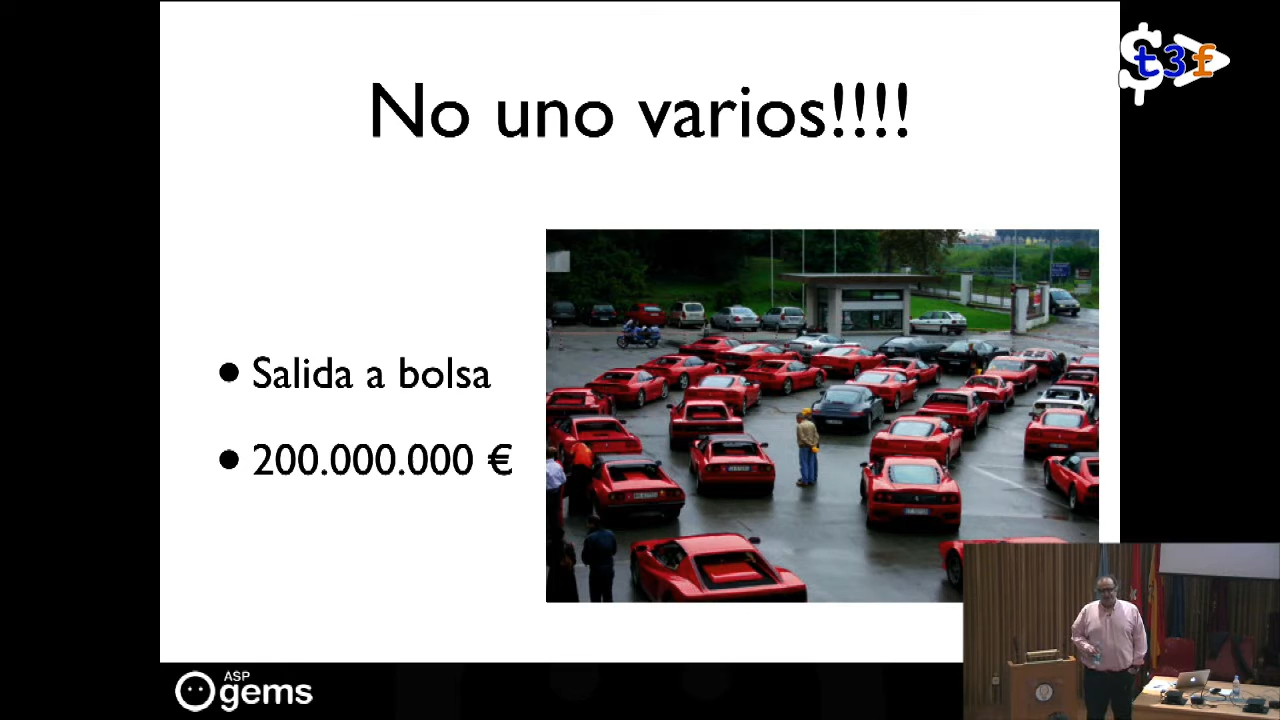 No uno varios!!!!
$t3f
• Salida a bolsa
• 200.000.000 €
ASP
gems